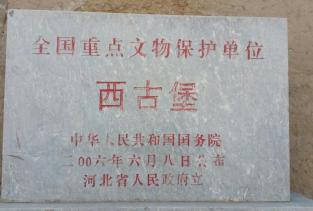 全国重点文物保护单位
西古堡
中华人民共和国国务院
二00六年六月八日公布
河北省人民政府立